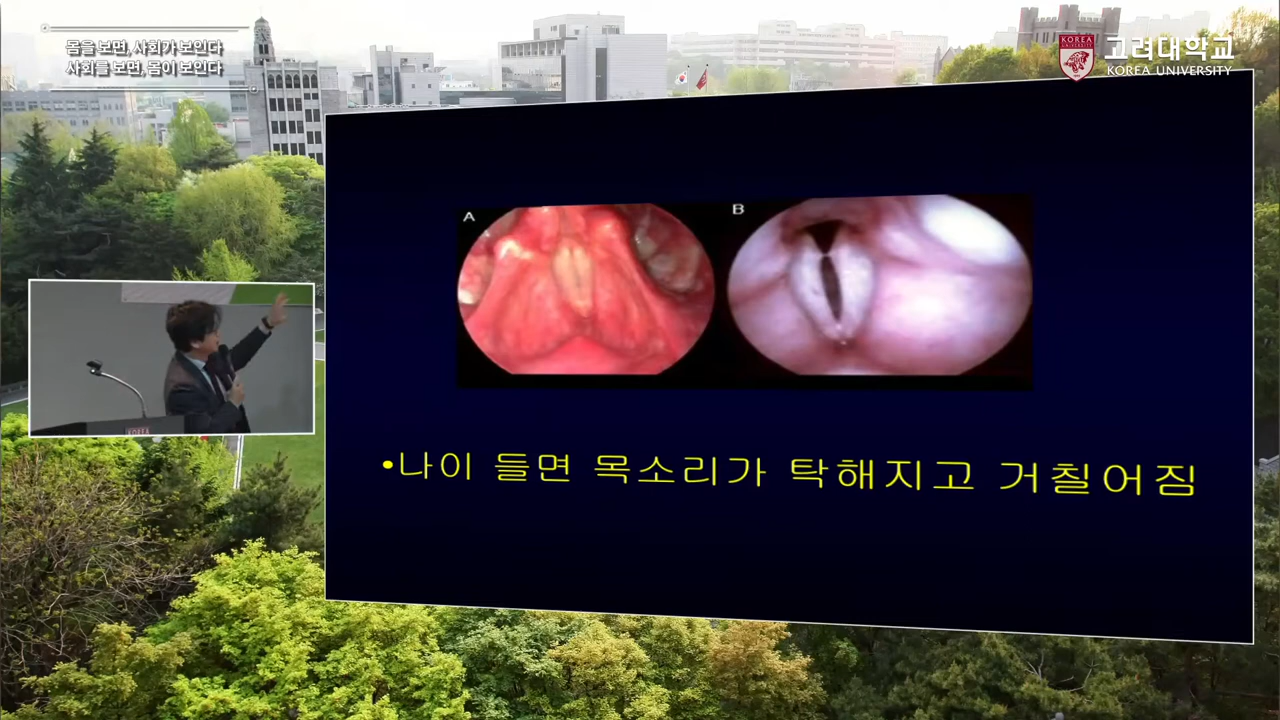 몸을 보면, 사회가 보인다
사회를 보면, 몸이 보인다
KOREA
UNIVERSITY
고려대학교
KOREA UNIVERSITY
A
B
•나이 들면 목소리가 탁해지고 거칠어짐
KOREA